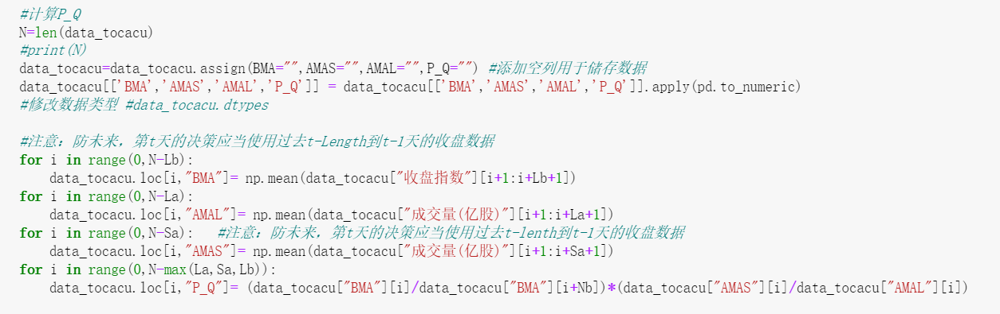 #计算P_Q
N=len(data_tocacu)
#print(N)
data_tocacu=data_tocacu.assign(BMA="",AMAS="",AMAL="",P_Q="") #添加空列用于储存数据
data_tocacu[['BMA','AMAS','AMAL','P_Q']] = data_tocacu[['BMA','AMAS','AMAL','P_Q']].apply(pd.to_numeric)
#修改数据类型 #data_tocacu.dtypes
#注意：防未来，第t天的决策应当使用过去t-Length到t-1天的收盘数据
for i in range(0,N-Lb):
    data_tocacu.loc[i,"BMA"]= np.mean(data_tocacu["收盘指数"][i+1:i+Lb+1])
for i in range(0,N-La):
    data_tocacu.loc[i,"AMAL"]= np.mean(data_tocacu["成交量(亿股)"][i+1:i+La+1])
for i in range(0,N-Sa):   #注意：防未来，第t天的决策应当使用过去t-lenth到t-1天的收盘数据
    data_tocacu.loc[i,"AMAS"]= np.mean(data_tocacu["成交量(亿股)"][i+1:i+Sa+1])
for i in range(0,N-max(La,Sa,Lb)):
    data_tocacu.loc[i,"P_Q"]= (data_tocacu["BMA"][i]/data_tocacu["BMA"][i+Nb])*(data_tocacu["AMAS"][i]/data_tocacu["AMAL"][i])